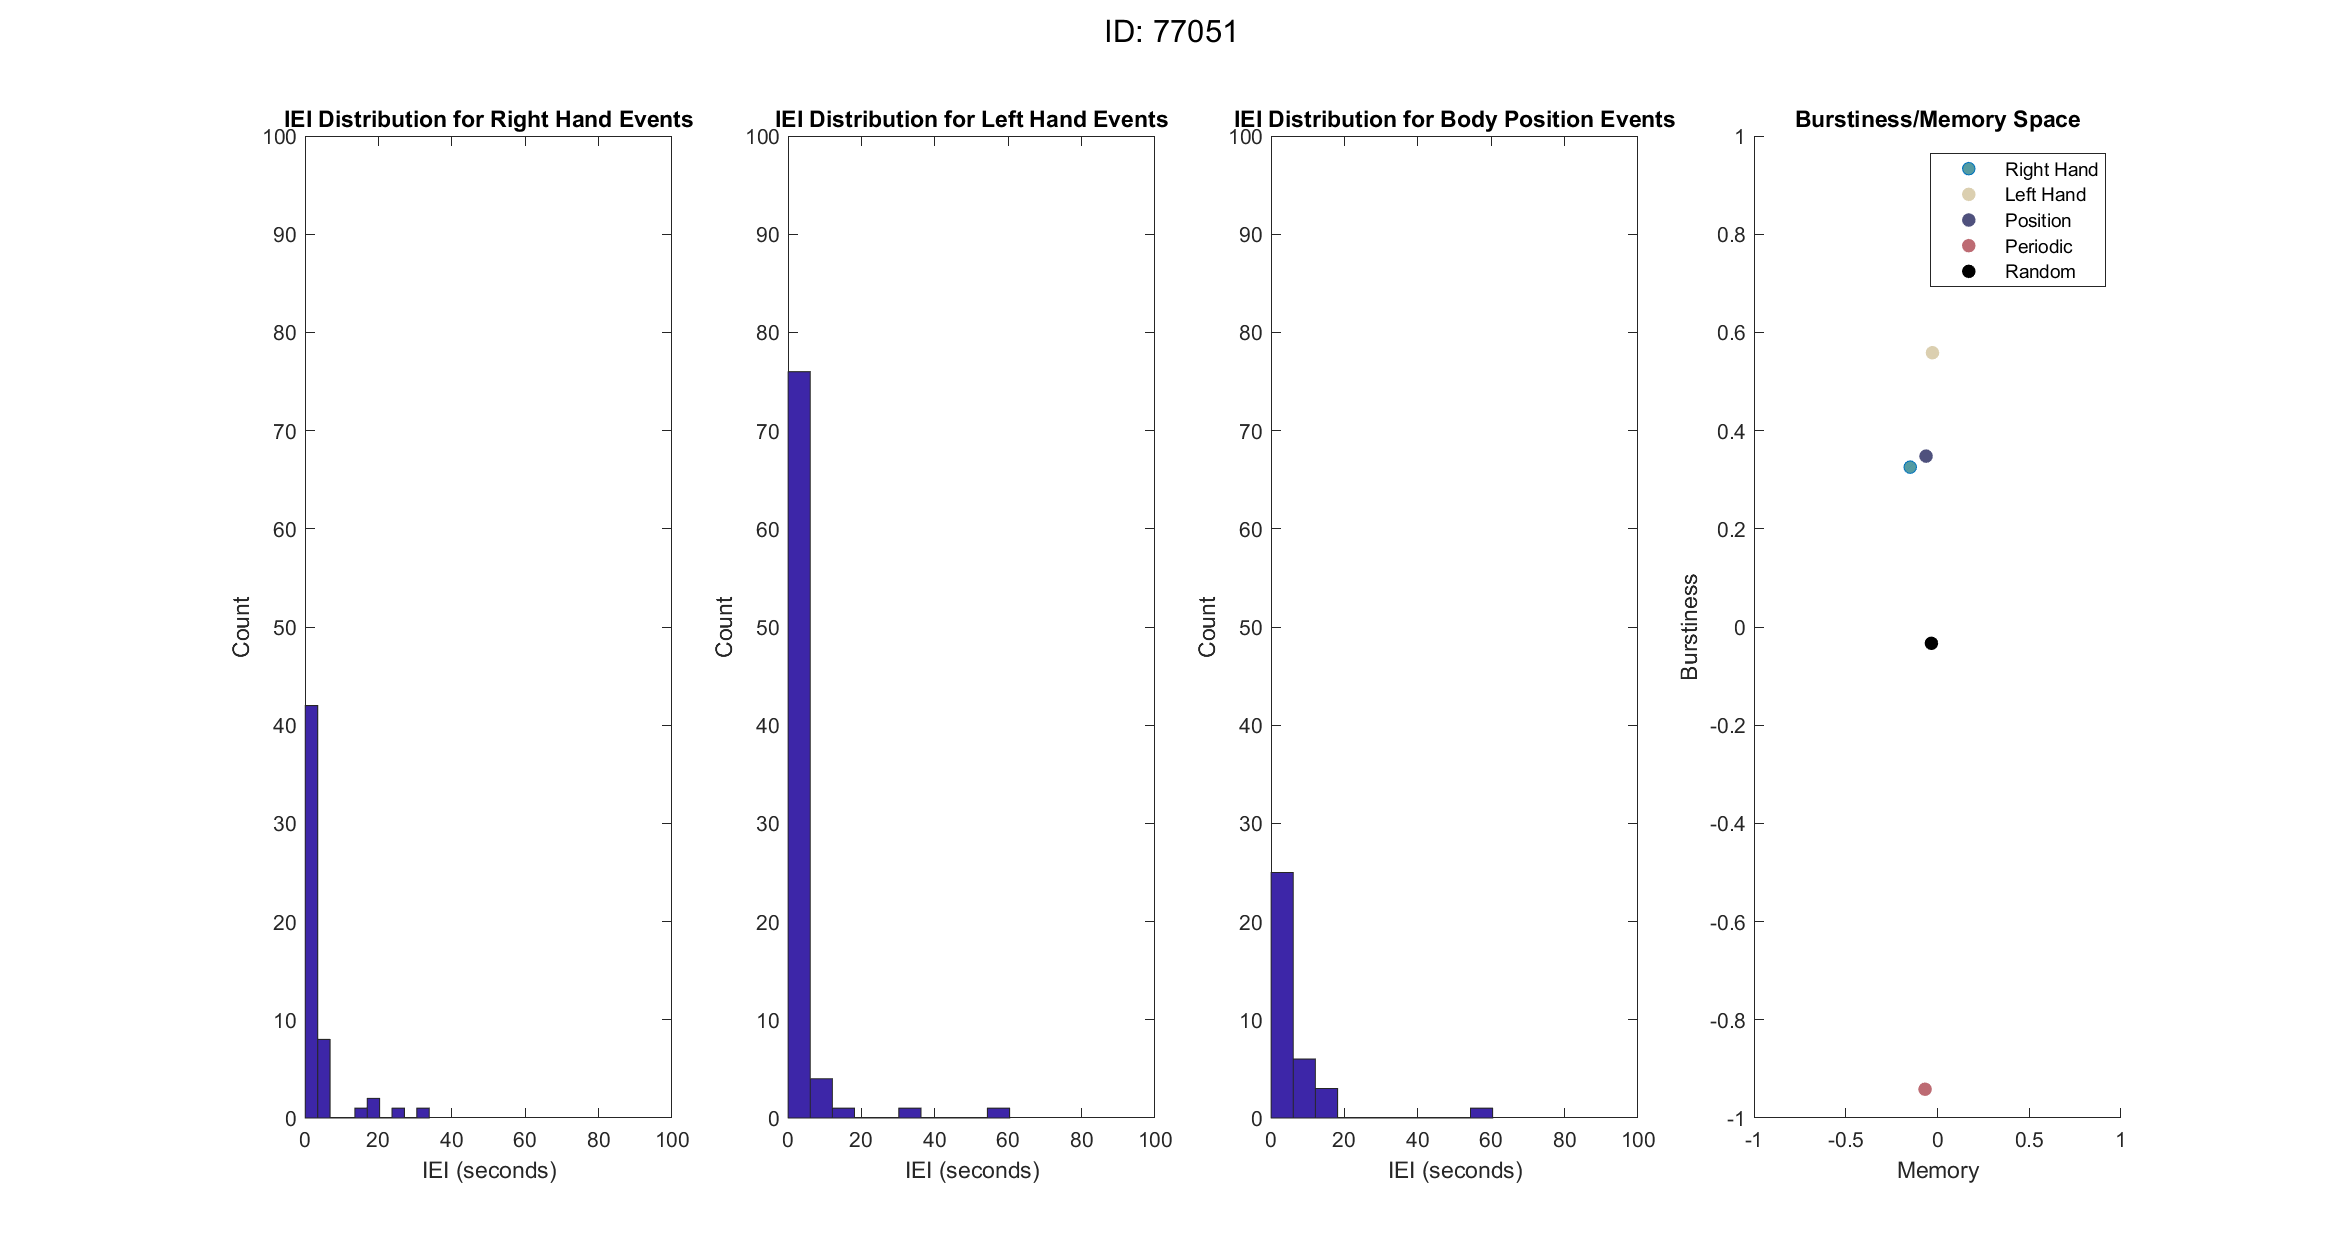 ID: 77051
IEI Distribution for Right Hand Events
100
90
80
70
60
50
40
30
20
10
0
Count
0 20 40 60 80 100
IEI (seconds)
IEI Distribution for Left Hand Events
100
90
80
70
60
50
40
30
20
10
0
Count
0 20 40 60 80 100
IEI (seconds)
IEI Distribution for Body Position Events
100
90
80
70
60
50
40
30
20
10
0
Count
0 20 40 60 80 100
IEI (seconds)
Burstiness/Memory Space
1
0.8
0.6
0.4
0.2
0
-0.2
-0.4
-0.6
-0.8
-1
Burstiness
Right Hand
Left Hand
Position
Periodic
Random
-1 -0.5 0 0.5 1
Memory